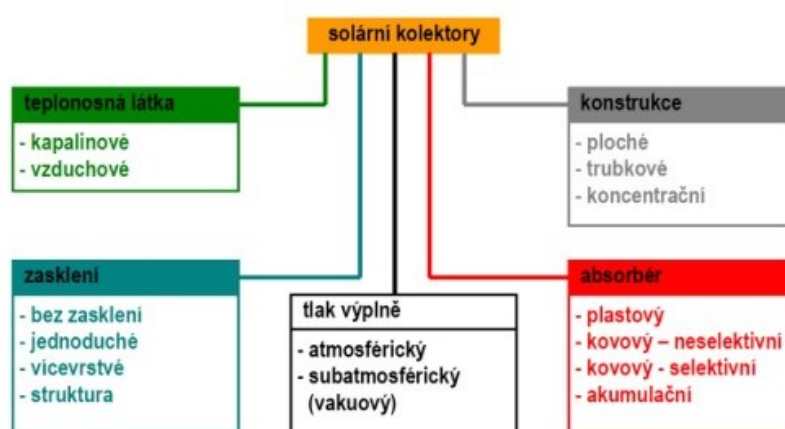 solární kolektory
teplonosná látka
- kapalinové
- vzduchové
konstrukce
- ploché
- trubkové
- koncentrační
zasklení
- bez zasklení
- jednoduché
- vícevrstvé
- struktura
tlak výplně
- atmosférický
- subatmosférický
(vakuový)
absorbér
- plastový
- kovový – neselektivní
- kovový - selektivní
- akumulační